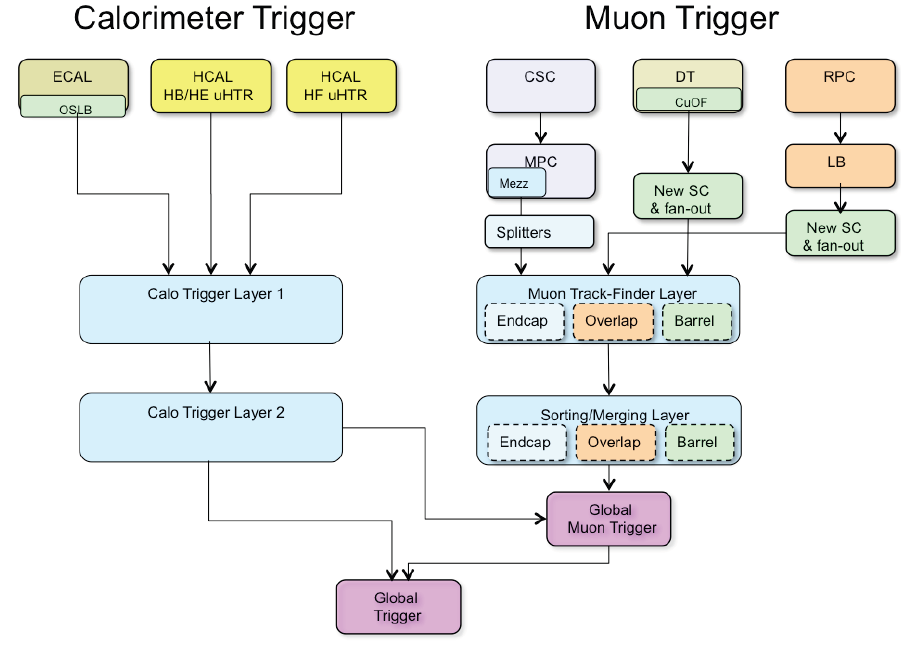 Calorimeter Trigger
Muon Trigger
ECAL
OSLB
HCAL
HB/HE uHTR
HCAL
HF uHTR
CSC
DT
CuOF
RPC
MPC
Mezz
LB
New SC
& fan-out
Splitters
New SC
& fan-out
Calo Trigger Layer 1
Muon Track-Finder Layer
Endcap
Overlap
Barrel
Calo Trigger Layer 2
Sorting/Merging Layer
Endcap
Overlap
Barrel
Global
Muon Trigger
Global
Trigger